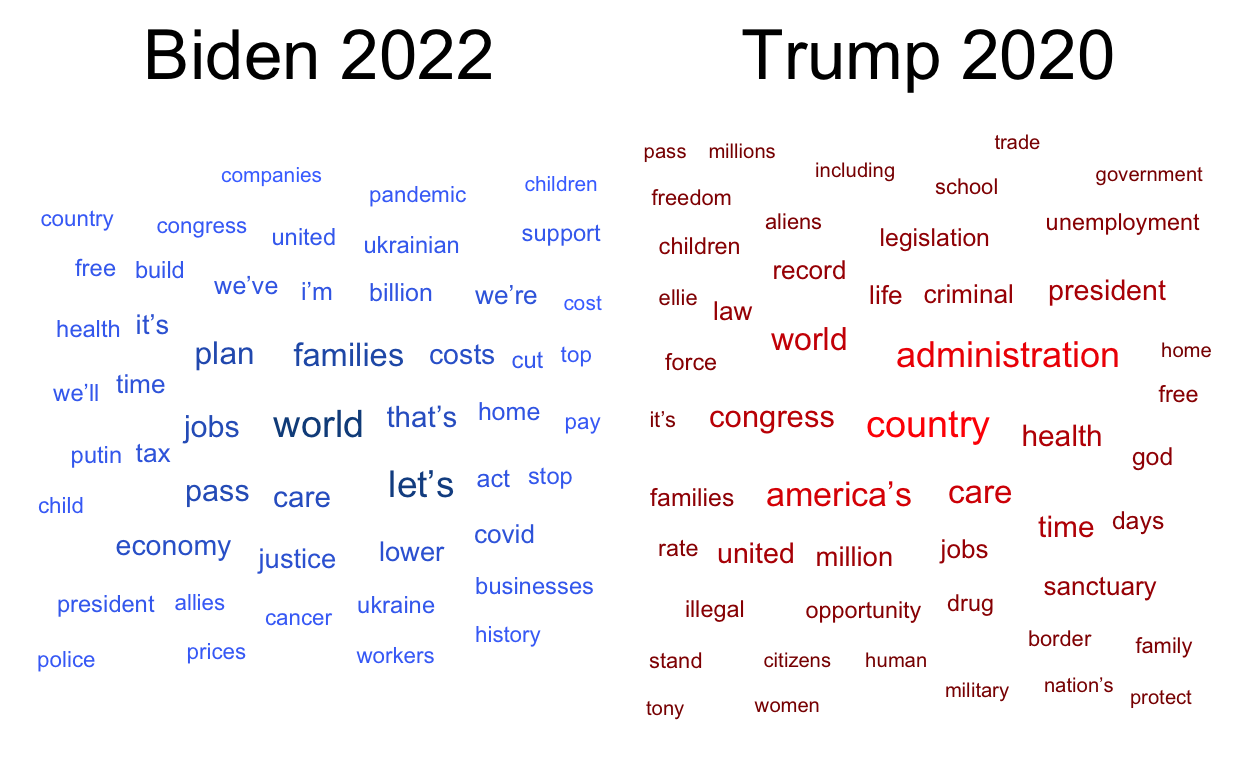 Biden 2022
companies
pandemic children
country congress united ukrainian support
free build we’ve i’m billion we’re cost
health it’s
plan families costs cut top
we’ll time
jobs world that’s home pay
putin tax
pass care let’s act stop
child
economy justice lower covid
businesses
president allies cancer ukraine
history
police prices workers
Trump 2020
trade
pass millions including school government
freedom aliens legislation unemployment
children record
ellie law life criminal president
world
force administration home
free
it’s congress country health
god
families america’s care
time days
rate united million jobs
sanctuary
illegal opportunity drug
border family
stand citizens human
military nation’s protect
tony women